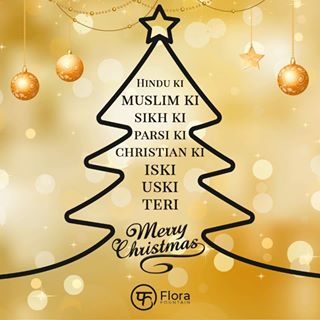 Hindu ki
muslim ki
sikh ki
parsi ki
christian ki
iski
uski
teri
Merry
Christmas
Flora
FOUNTAIN